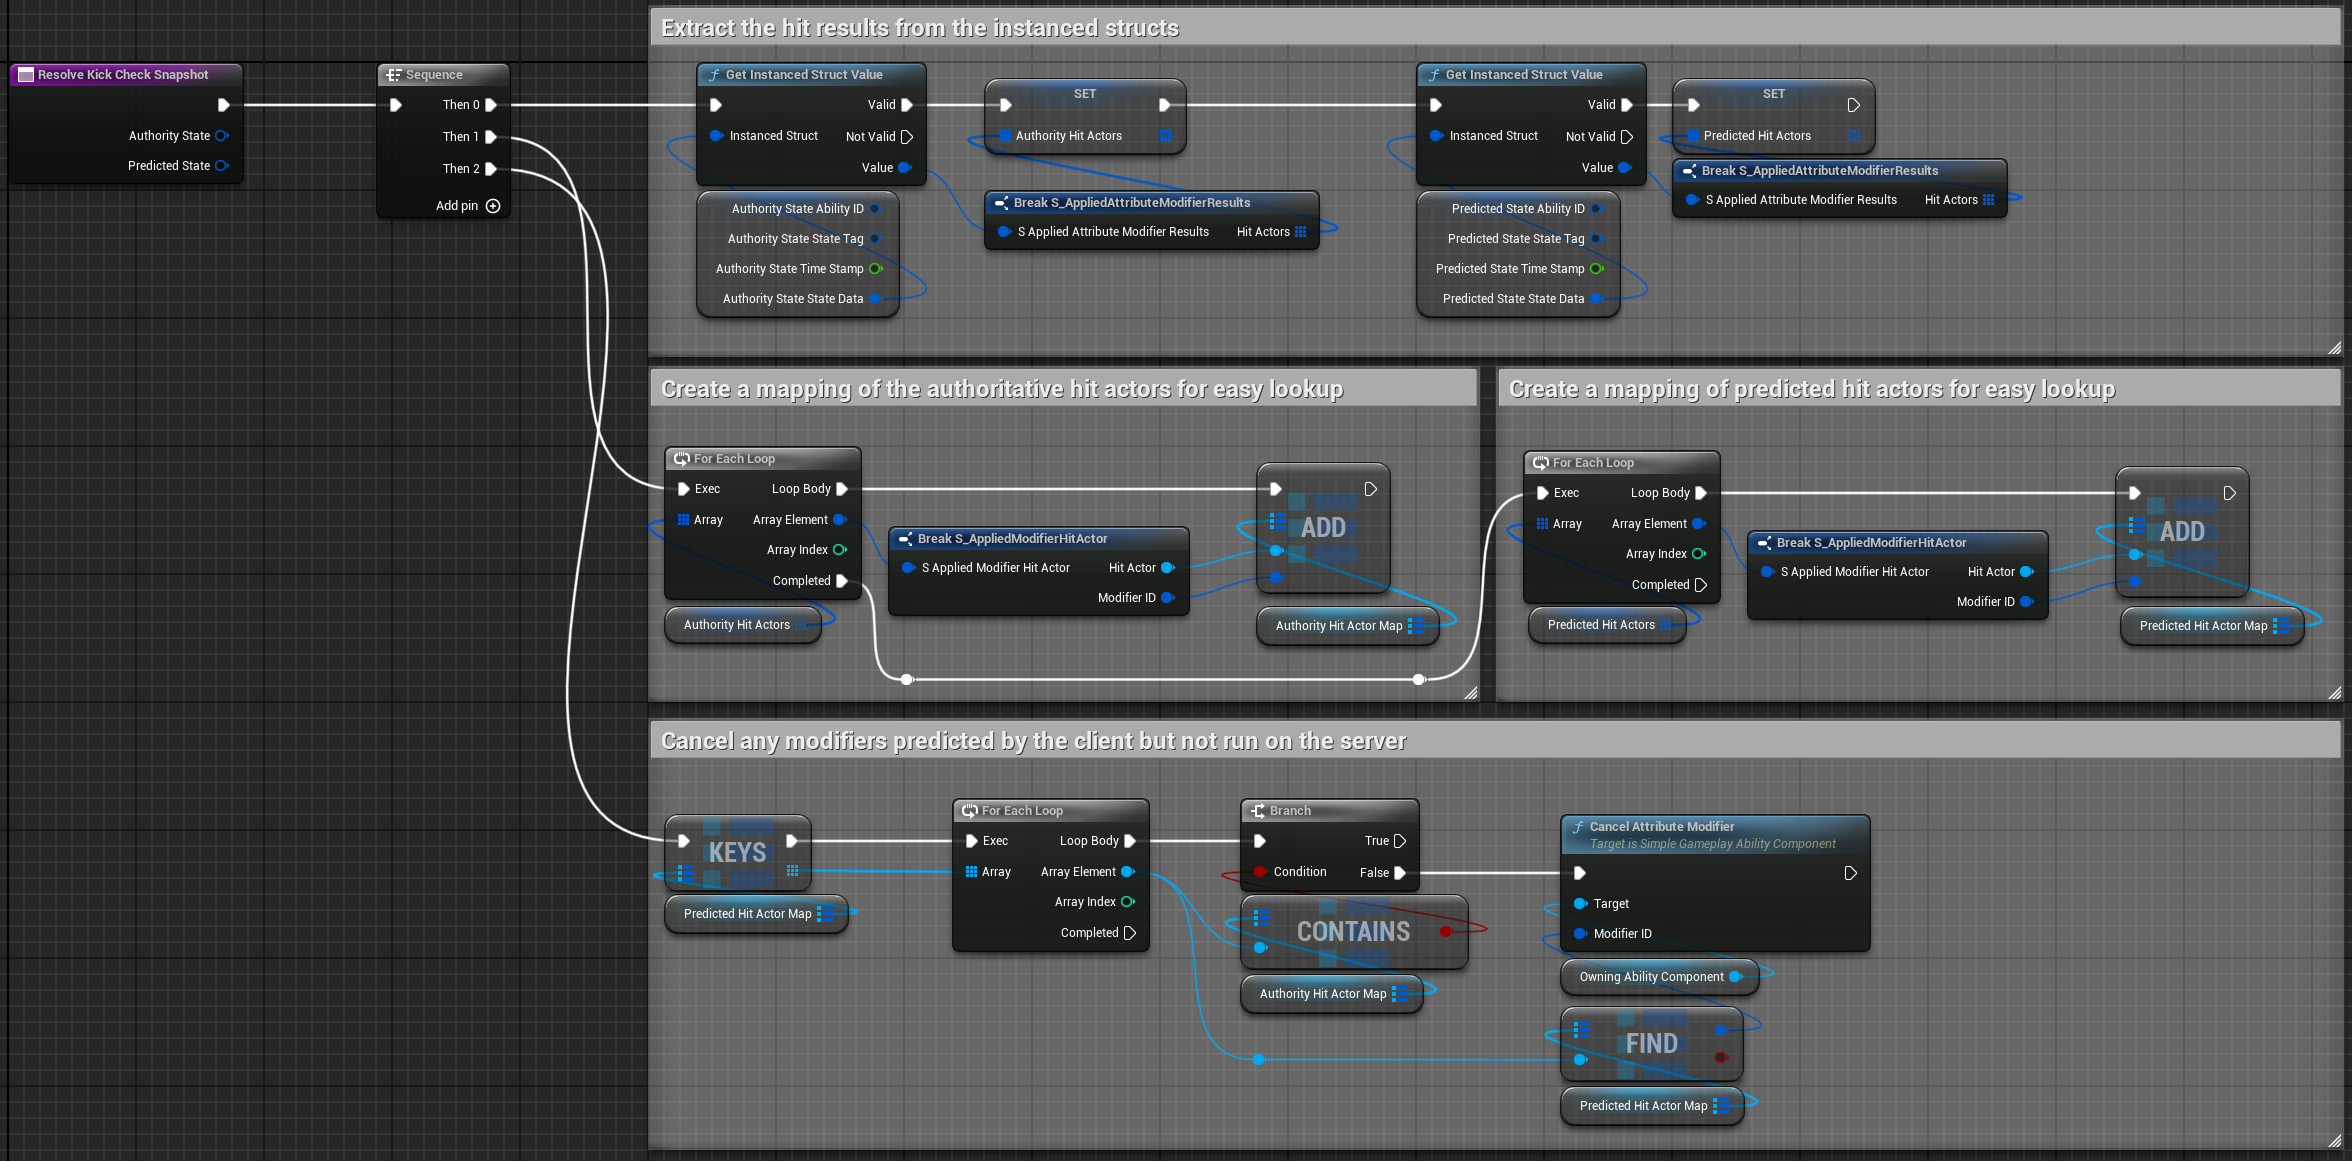 Extract the hit results from the instanced structs
Resolve Kick Check Snapshot
Authority State
Predicted State
Sequence
Then 0
Then 1
Then 2
Add pin
Get Instanced Struct Value
Valid
Instanced Struct
Not Valid
Value
Authority State Ability ID
Authority State State Tag
Authority State Time Stamp
Authority State State Data
SET
Authority Hit Actors
Break S_AppliedAttributeModifierResults
S Applied Attribute Modifier Results
Hit Actors
Get Instanced Struct Value
Valid
Instanced Struct
Not Valid
Value
Predicted State Ability ID
Predicted State State Tag
Predicted State Time Stamp
Predicted State State Data
SET
Predicted Hit Actors
Break S_AppliedAttributeModifierResults
S Applied Attribute Modifier Results
Hit Actors
Create a mapping of the authoritative hit actors for easy lookup
For Each Loop
Exec
Loop Body
Array
Array Element
Array Index
Completed
Authority Hit Actors
Break S_AppliedModifierHitActor
S Applied Modifier Hit Actor
Hit Actor
Modifier ID
ADD
Authority Hit Actor Map
Create a mapping of predicted hit actors for easy lookup
For Each Loop
Exec
Loop Body
Array
Array Element
Array Index
Completed
Predicted Hit Actors
Break S_AppliedModifierHitActor
S Applied Modifier Hit Actor
Hit Actor
Modifier ID
ADD
Predicted Hit Actor Map
Cancel any modifiers predicted by the client but not run on the server
KEYS
Predicted Hit Actor Map
For Each Loop
Exec
Loop Body
Array
Array Element
Array Index
Completed
Branch
True
Condition
False
CONTAINS
Authority Hit Actor Map
Cancel Attribute Modifier
Target is Simple Gameplay Ability Component
Target
Modifier ID
Owning Ability Component
FIND
Predicted Hit Actor Map